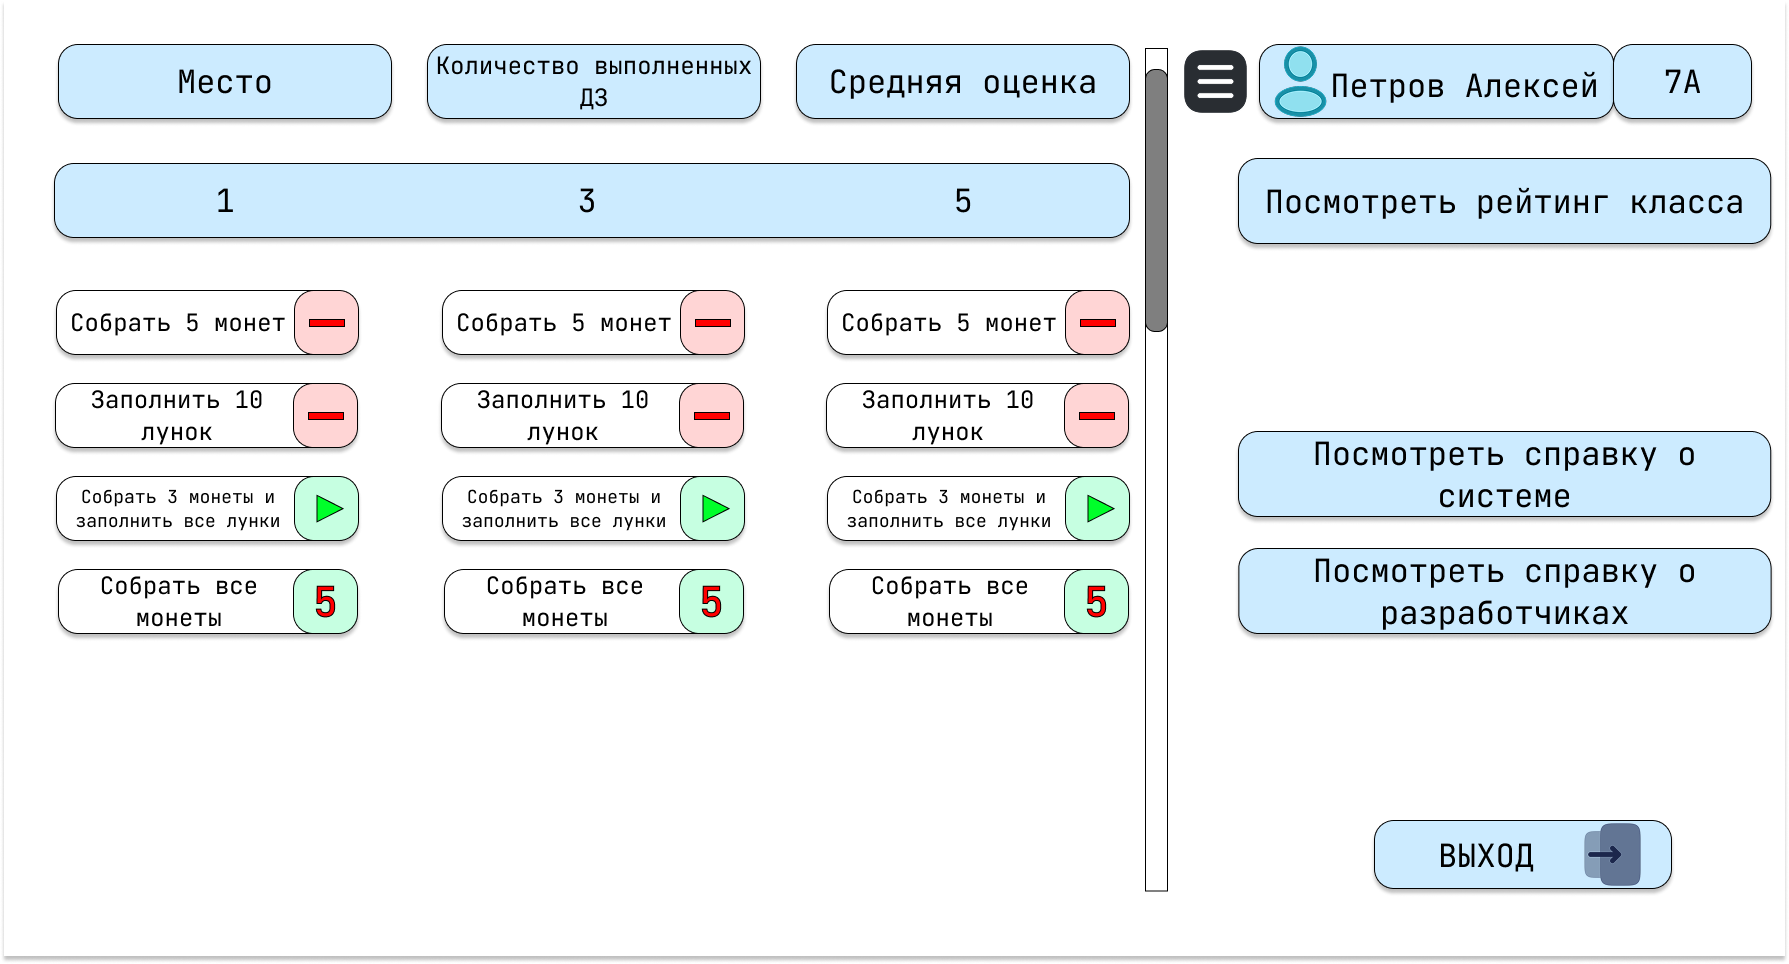 Место
Количество выполненных
ДЗ
Средняя оценка
Петров Алексей
7А
1
3
5
Посмотреть рейтинг класса
Собрать 5 монет
Собрать 5 монет
Собрать 5 монет
Заполнить 10
лунок
Заполнить 10
лунок
Заполнить 10
лунок
Собрать 3 монеты и
заполнить все лунки
Собрать 3 монеты и
заполнить все лунки
Собрать 3 монеты и
заполнить все лунки
Собрать все
монеты
5
Собрать все
монеты
5
Собрать все
монеты
5
Посмотреть справку о
системе
Посмотреть справку о
разработчиках
ВЫХОД